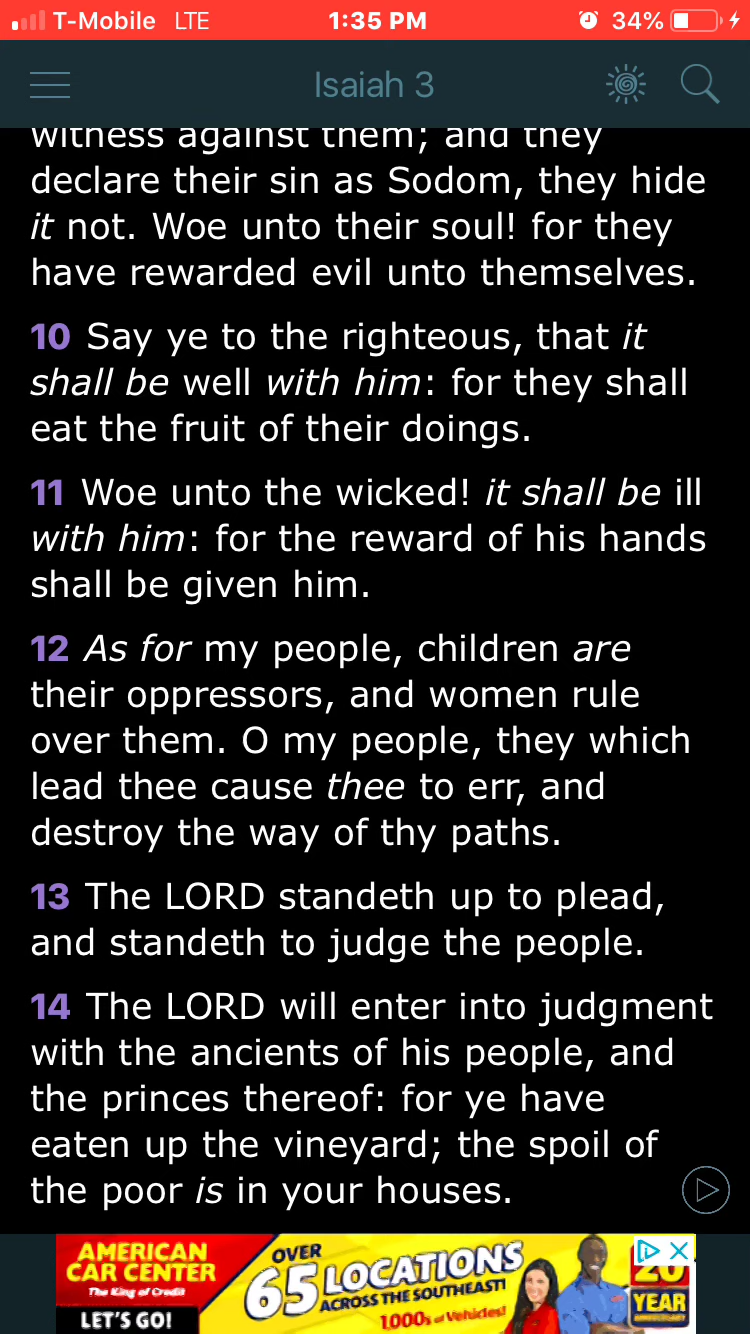 T-Mobile LTE 1:35 PM 34%
Isaiah 3
witness against them; and they
declare their sin as Sodom, they hide
it not. Woe unto their soul! for they
have rewarded evil unto themselves.
10 Say ye to the righteous, that it
shall be well with him: for they shall
eat the fruit of their doings.
11 Woe unto the wicked! it shall be ill
with him: for the reward of his hands
shall be given him.
12 As for my people, children are
their oppressors, and women rule
over them. O my people, they which
lead thee cause thee to err, and
destroy the way of thy paths.
13 The LORD standeth up to plead,
and standeth to judge the people.
14 The LORD will enter into judgment
with the ancients of his people, and
the princes thereof: for ye have
eaten up the vineyard; the spoil of
the poor is in your houses.
AMERICAN
CAR CENTER
The King of Credit
LET'S GO!
OVER
65 LOCATIONS
ACROSS THE SOUTHEAST!
1,000s of Vehicles!
20
YEAR
ANNIVERSARY